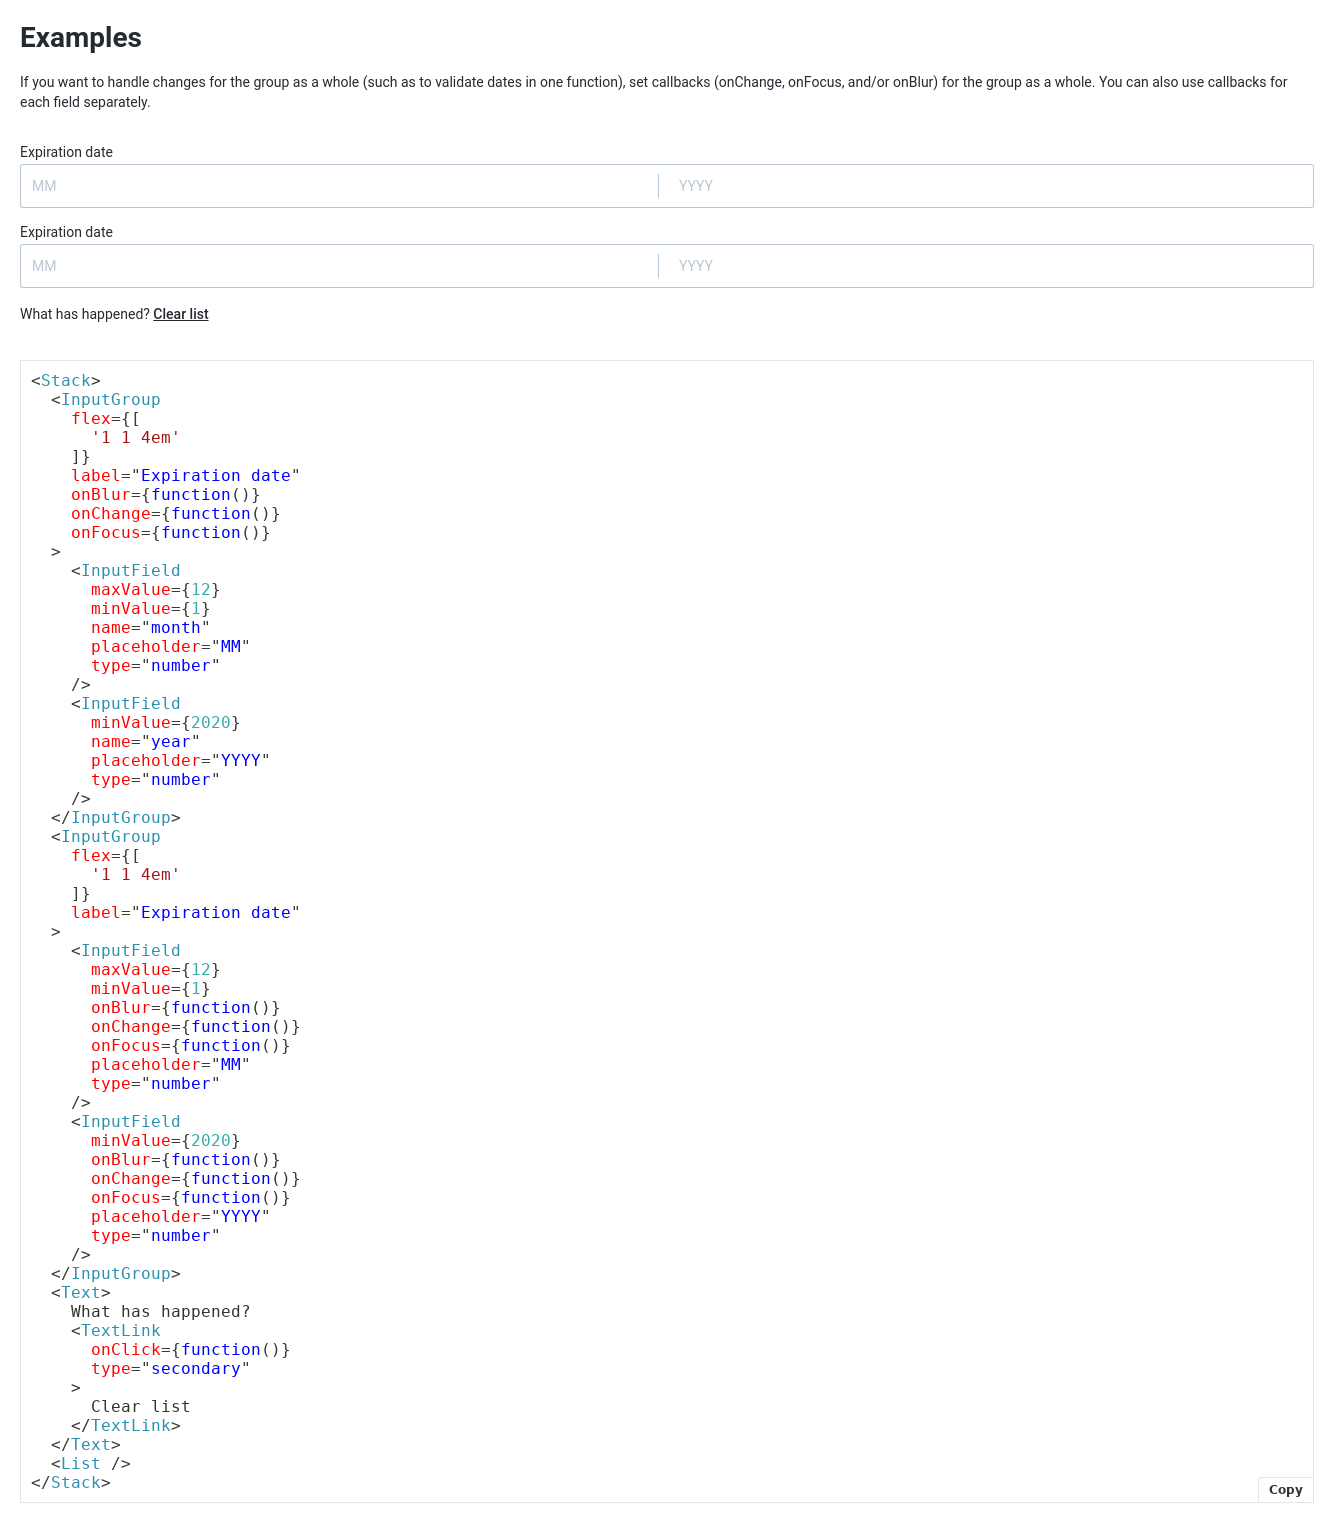 Examples
If you want to handle changes for the group as a whole (such as to validate dates in one function), set callbacks (onChange, onFocus, and/or onBlur) for the group as a whole. You can also use callbacks for
each field separately.
Expiration date
MM YYYY
Expiration date
MM YYYY
What has happened? Clear list
<Stack>
  <InputGroup
    flex={[
      '1 1 4em'
    ]}
    label="Expiration date"
    onBlur={function()}
    onChange={function()}
    onFocus={function()}
  >
    <InputField
      maxValue={12}
      minValue={1}
      name="month"
      placeholder="MM"
      type="number"
    />
    <InputField
      minValue={2020}
      name="year"
      placeholder="YYYY"
      type="number"
    />
  </InputGroup>
  <InputGroup
    flex={[
      '1 1 4em'
    ]}
    label="Expiration date"
  >
    <InputField
      maxValue={12}
      minValue={1}
      onBlur={function()}
      onChange={function()}
      onFocus={function()}
      placeholder="MM"
      type="number"
    />
    <InputField
      minValue={2020}
      onBlur={function()}
      onChange={function()}
      onFocus={function()}
      placeholder="YYYY"
      type="number"
    />
  </InputGroup>
  <Text>
    What has happened?
    <TextLink
      onClick={function()}
      type="secondary"
    >
      Clear list
    </TextLink>
  </Text>
  <List />
</Stack>
Copy